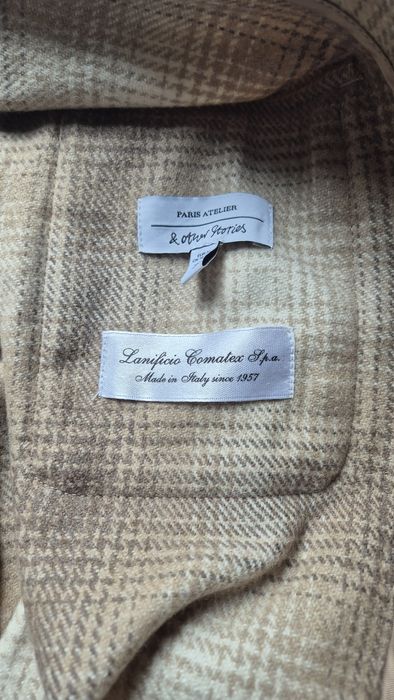 PARIS ATELIER
& Other Stories
Lanificio Comatex S.p.a.
Made in Italy since 1957